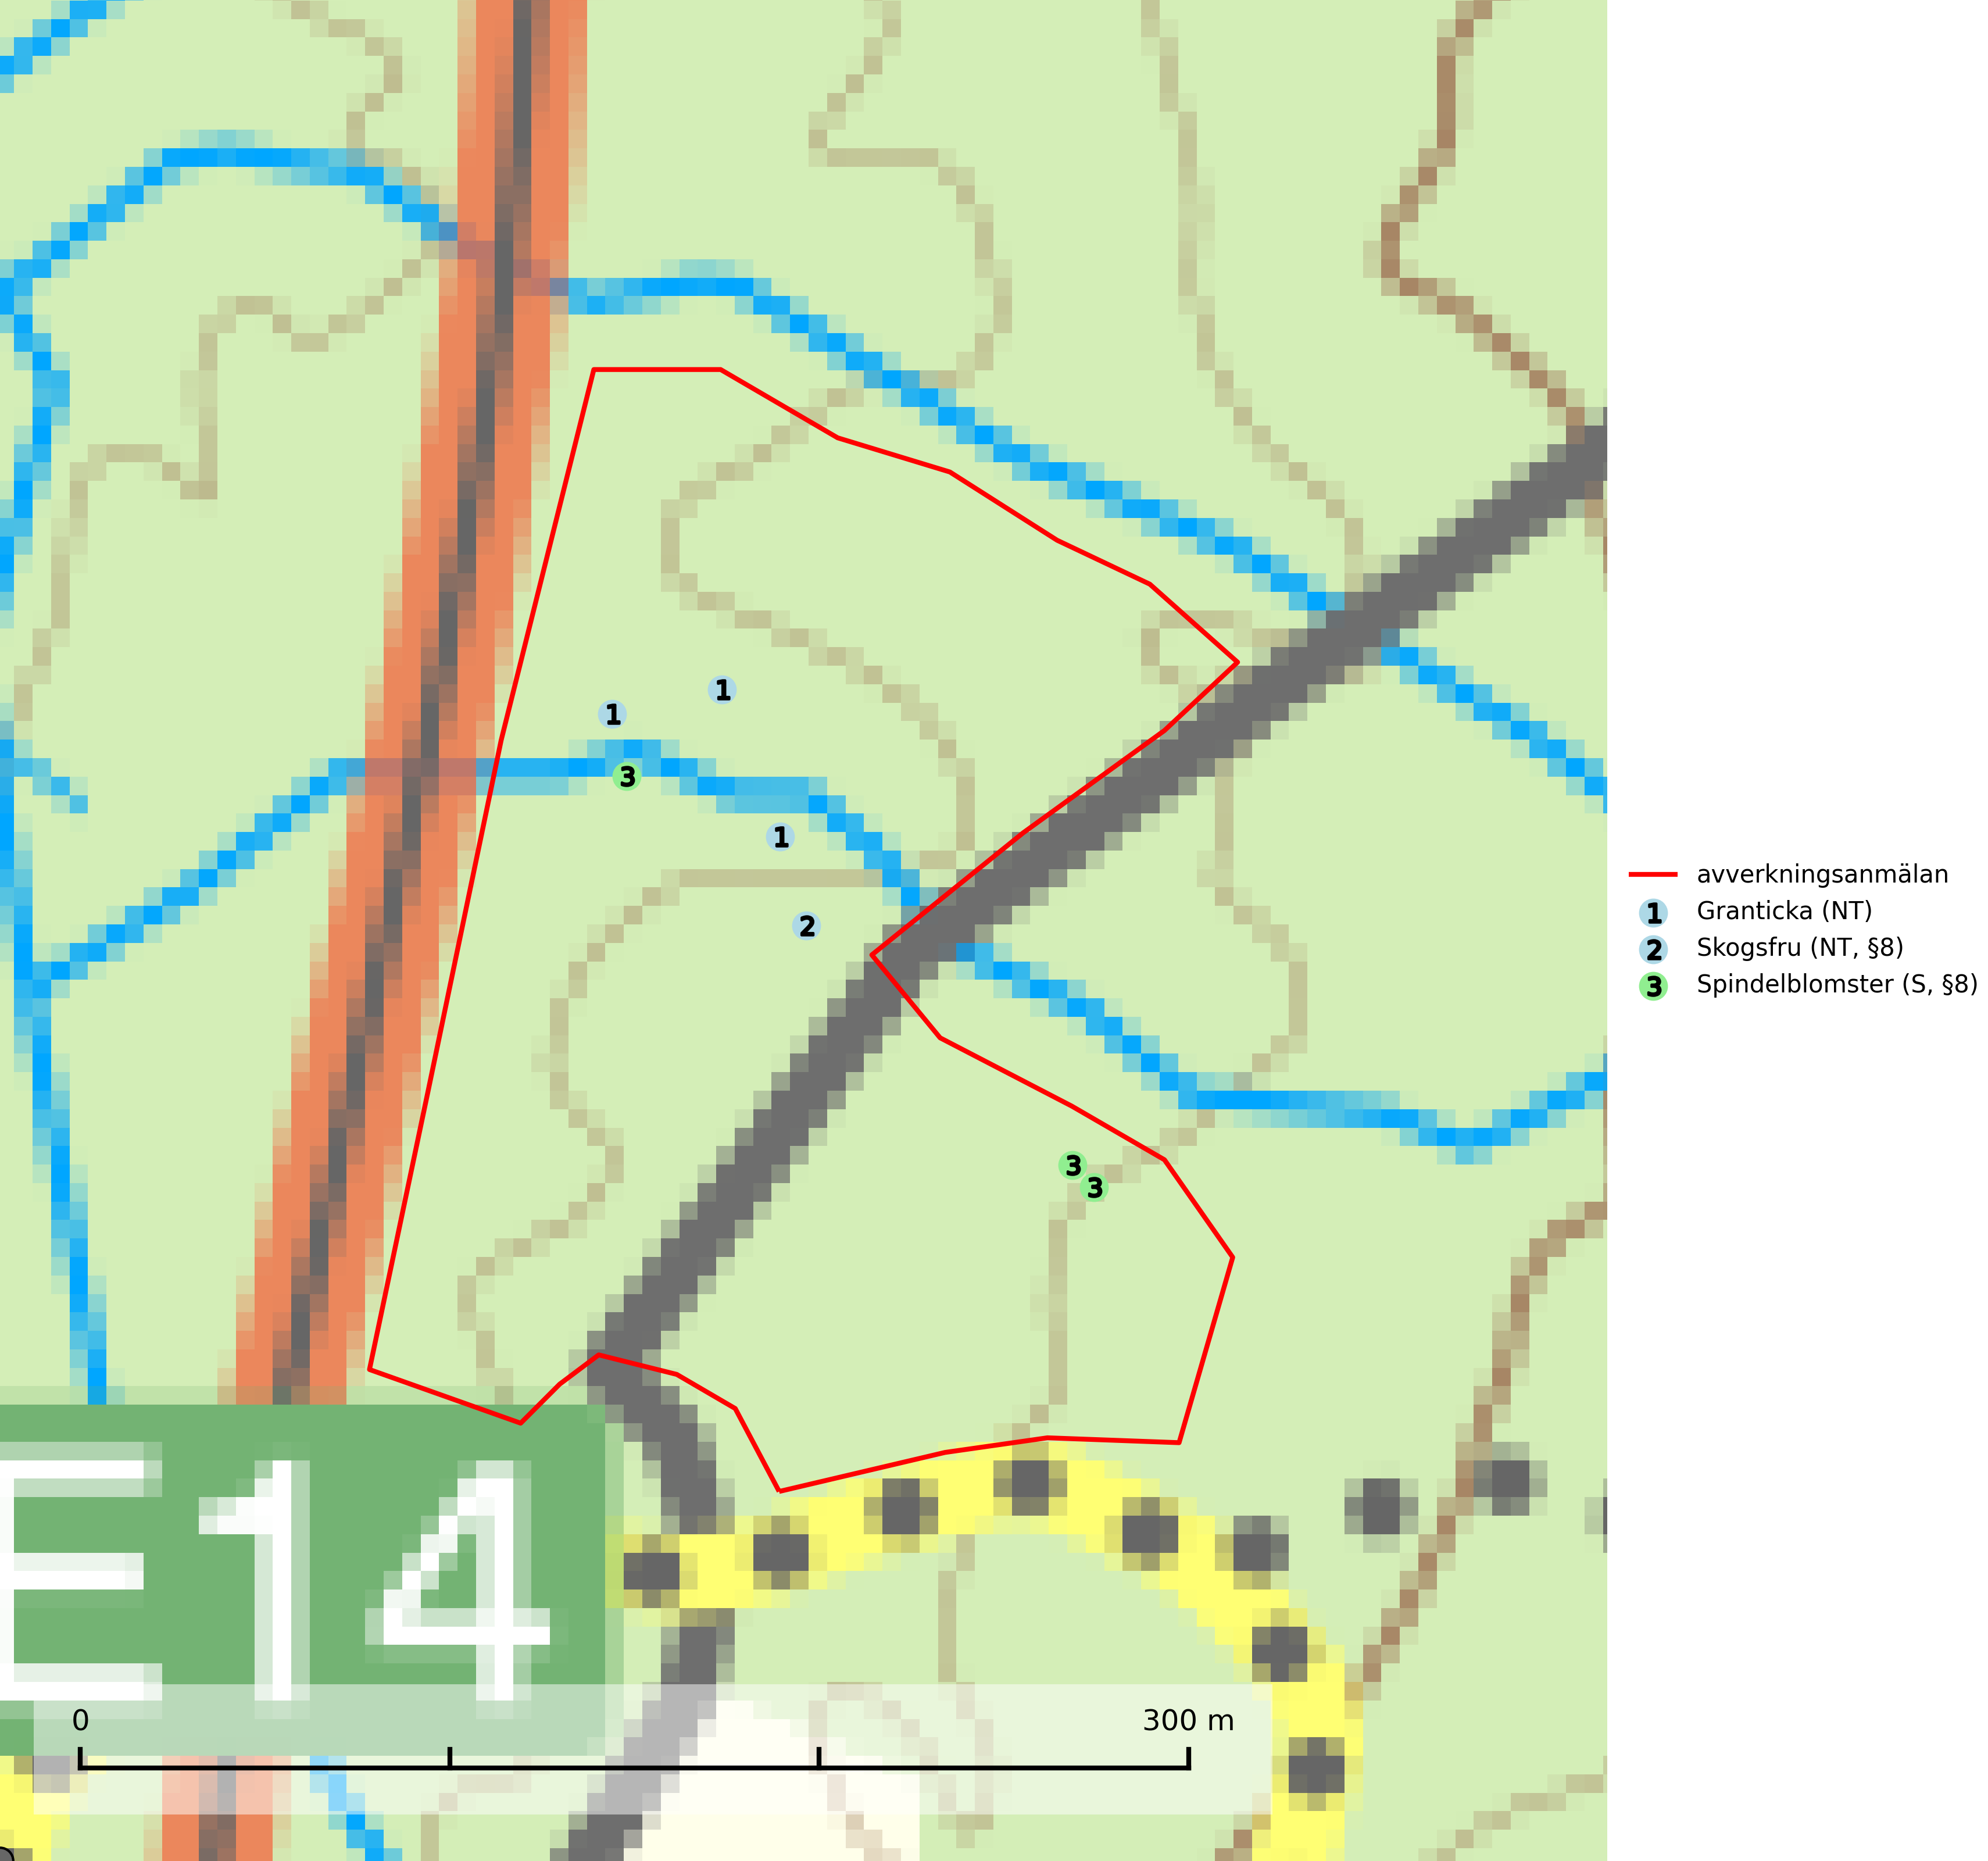 1
1
3
1
2
3
3
avverkningsanmälan
1 Granticka (NT)
2 Skogsfru (NT, §8)
3 Spindelblomster (S, §8)
E14
0 300 m